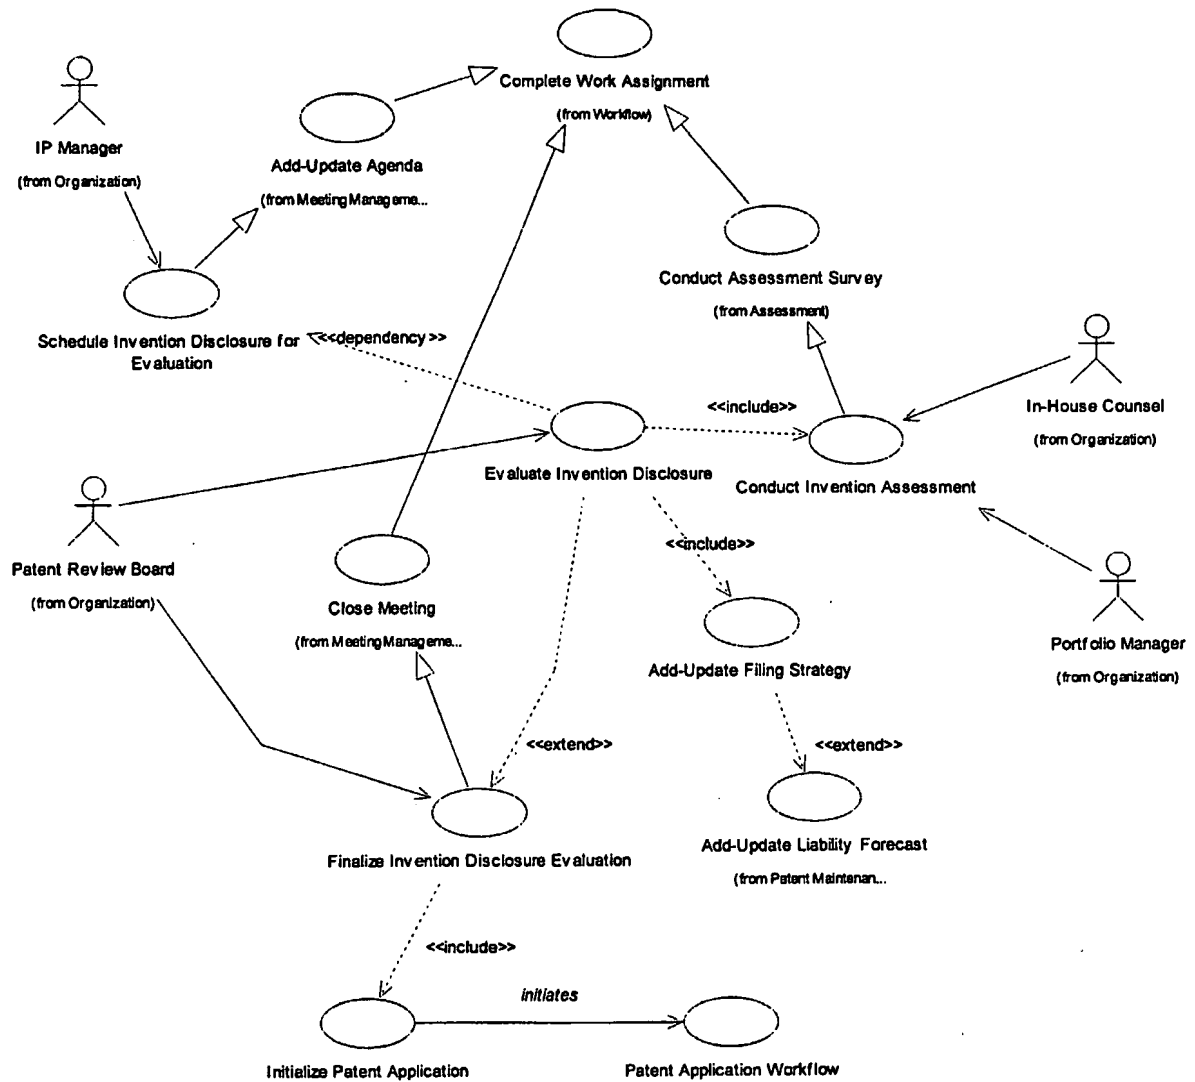 Complete Work Assignment
(from Workflow)
IP Manager
(from Organization)
Add-Update Agenda
(from Meeting Manageme...
Conduct Assessment Survey
(from Assessment)
Schedule Invention Disclosure for
Evaluation
<<dependency>>
In-House Counsel
(from Organization)
<<include>>
Evaluate Invention Disclosure
Conduct Invention Assessment
Patent Review Board
(from Organization)
<<include>>
Close Meeting
(from Meeting Manageme...
Portfolio Manager
(from Organization)
Add-Update Filing Strategy
<<extend>>
<<extend>>
Add-Update Liability Forecast
(from Patent Maintenan...
Finalize Invention Disclosure Evaluation
<<include>>
initiates
Initialize Patent Application
Patent Application Workflow